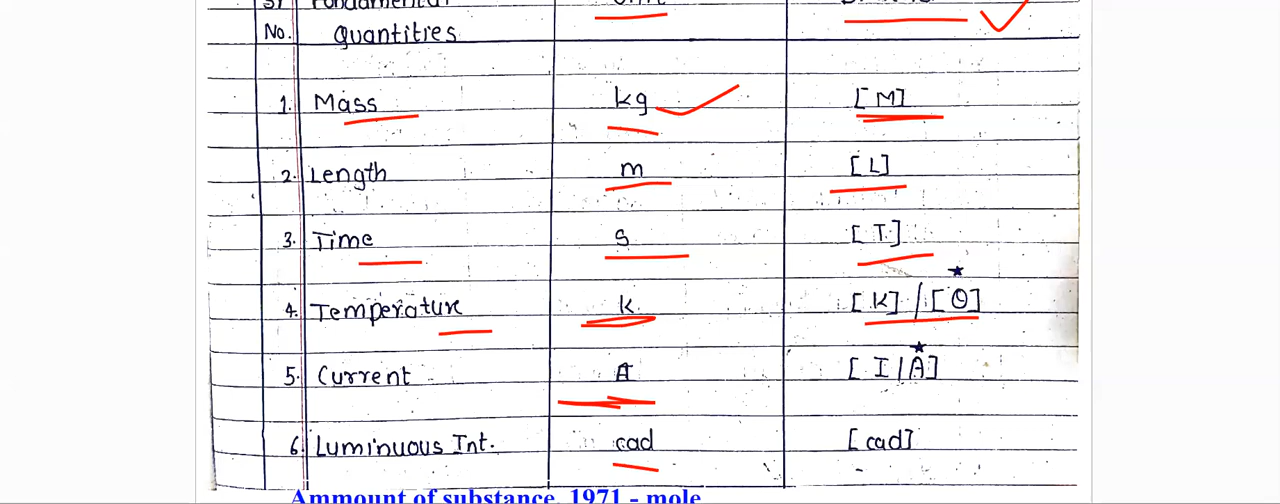 No. Quantities
1. Mass kg [M]
2. Length m [L]
3. Time s [T]
4. Temperature K [K] / [θ]
5. Current A [I/A]
6. Luminuous Int. cad [cad]
Ammount of substance, 1971 - mole